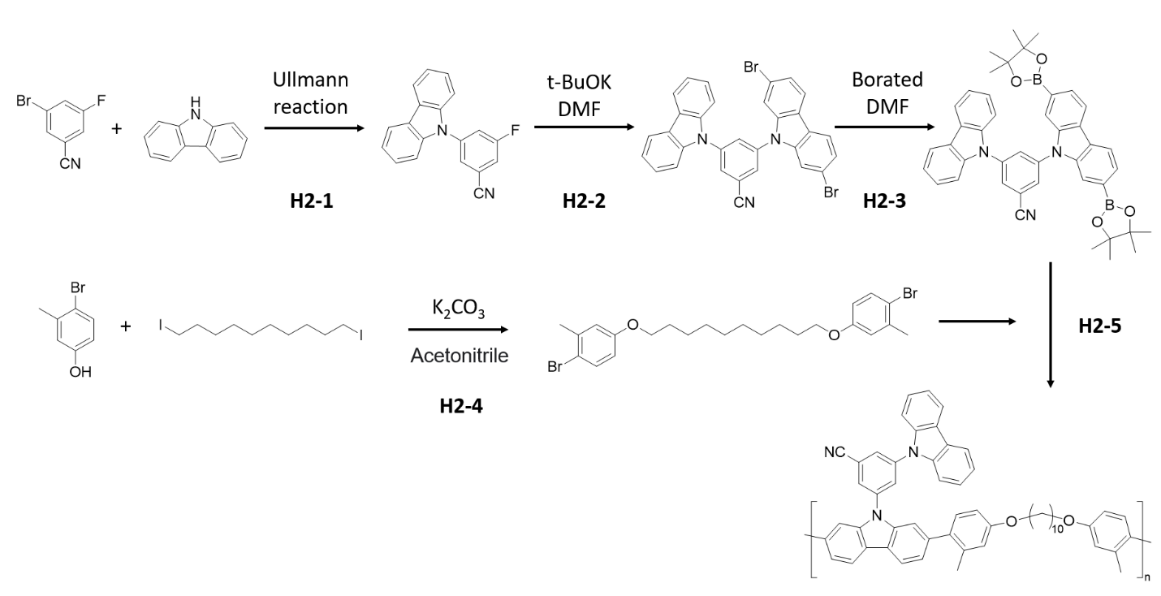 Br
F
CN
+
H
N
Ullmann
reaction
H2-1
N
F
CN
t-BuOK
DMF
H2-2
Br
N
N
CN
Br
Borated
DMF
H2-3
O
B
O
N
N
CN
B
O
O
Br
OH
+
I
I
K2CO3
Acetonitrile
H2-4
Br
O
O
Br
H2-5
NC
N
N
O
10
O
n